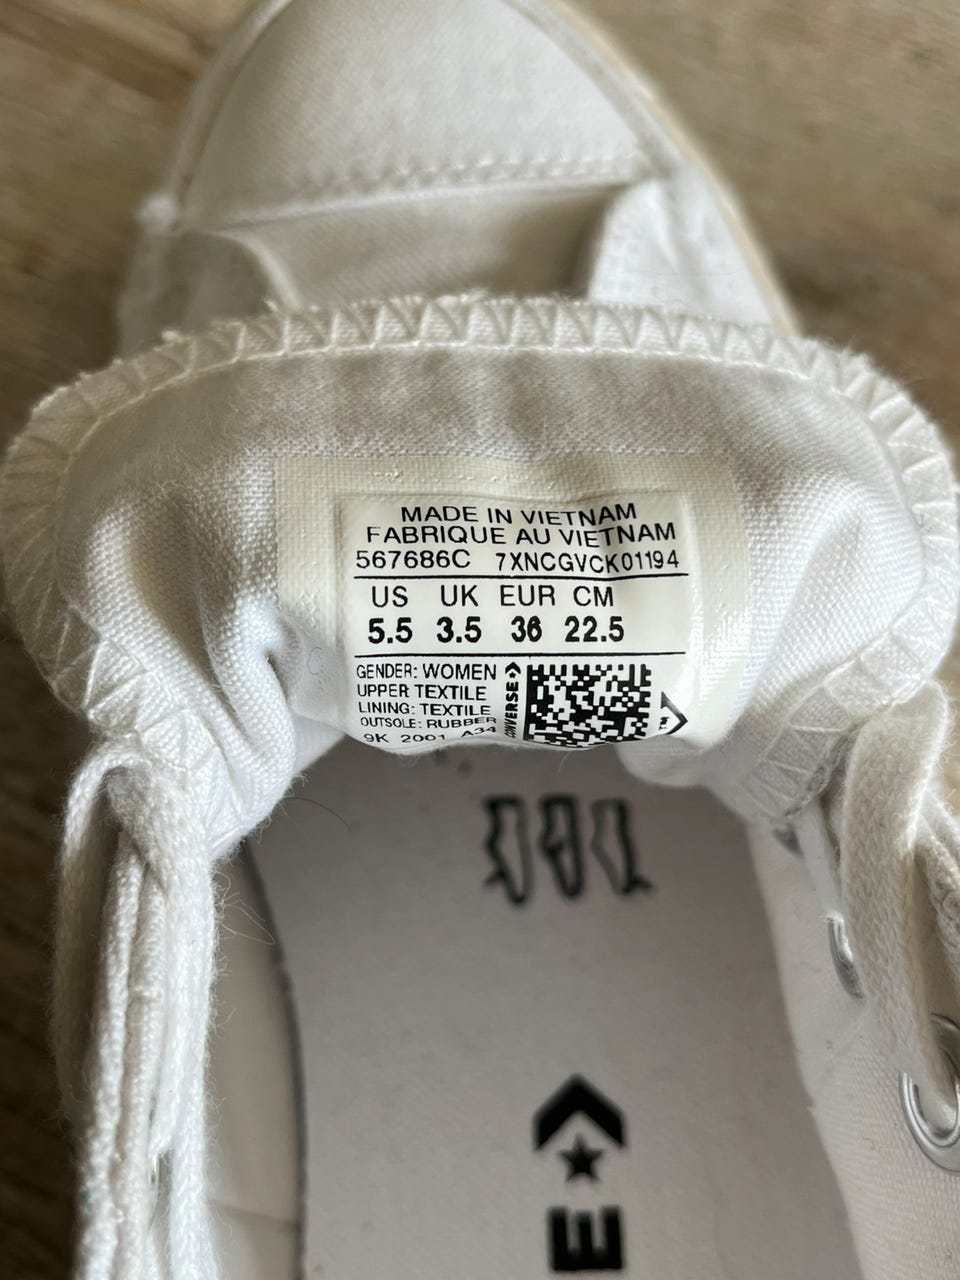 MADE IN VIETNAM
FABRIQUE AU VIETNAM
567686C 7XNCGVCK01194
US UK EUR CM
5.5 3.5 36 22.5
GENDER: WOMEN
UPPER TEXTILE
LINING: TEXTILE
OUTSOLE: RUBBER
9K 2001 A34
CONVERSE
TM
E